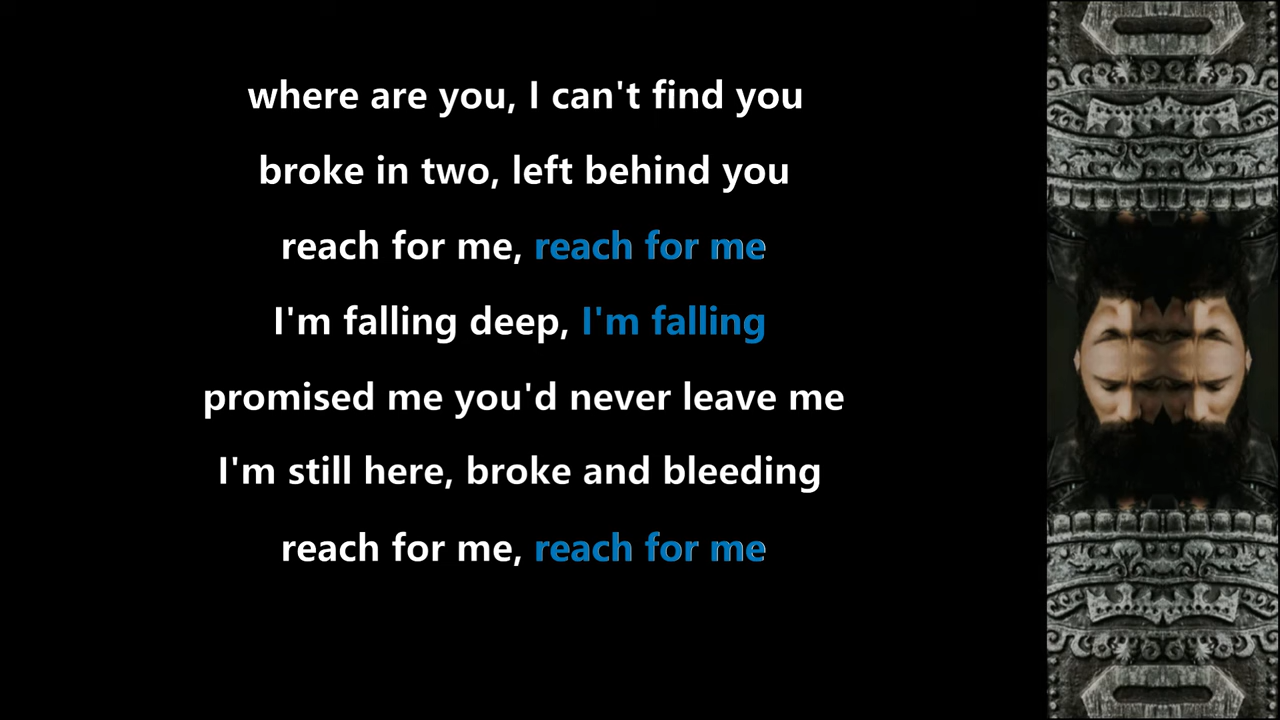 where are you, I can't find you
broke in two, left behind you
reach for me, reach for me
I'm falling deep, I'm falling
promised me you'd never leave me
I'm still here, broke and bleeding
reach for me, reach for me